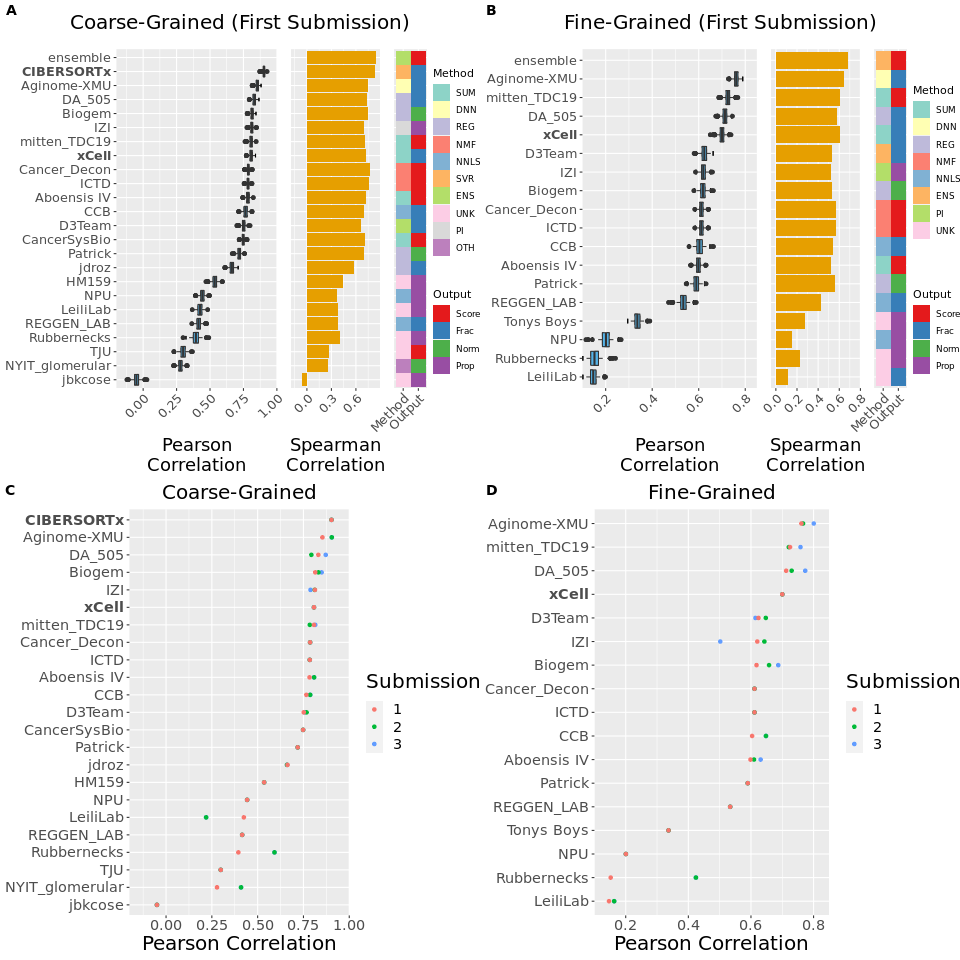 A
Coarse-Grained (First Submission)
ensemble
CIBERSORTx
Aginome-XMU
DA_505
Biogem
IZI
mitten_TDC19
xCell
Cancer_Decon
ICTD
Aboensis IV
CCB
D3Team
CancerSysBio
Patrick
jdroz
HM159
NPU
LeiliLab
REGGEN_LAB
Rubbernecks
TJU
NYIT_glomerular
jbkcose
0.00
0.25
0.50
0.75
1.00
Pearson
Correlation
0.0
0.3
0.6
Spearman
Correlation
Method
Output
Method
SUM
DNN
REG
NMF
NNLS
SVR
ENS
UNK
PI
OTH
Output
Score
Frac
Norm
Prop
B
Fine-Grained (First Submission)
ensemble
Aginome-XMU
mitten_TDC19
DA_505
xCell
D3Team
IZI
Biogem
Cancer_Decon
ICTD
CCB
Aboensis IV
Patrick
REGGEN_LAB
Tonys Boys
NPU
Rubbernecks
LeiliLab
0.2
0.4
0.6
0.8
Pearson
Correlation
0.0
0.2
0.4
0.6
0.8
Spearman
Correlation
Method
Output
Method
SUM
DNN
REG
NMF
NNLS
ENS
PI
UNK
Output
Score
Frac
Norm
Prop
C
Coarse-Grained
CIBERSORTx
Aginome-XMU
DA_505
Biogem
IZI
xCell
mitten_TDC19
Cancer_Decon
ICTD
Aboensis IV
CCB
D3Team
CancerSysBio
Patrick
jdroz
HM159
NPU
LeiliLab
REGGEN_LAB
Rubbernecks
TJU
NYIT_glomerular
jbkcose
0.00
0.25
0.50
0.75
1.00
Pearson Correlation
Submission
1
2
3
D
Fine-Grained
Aginome-XMU
mitten_TDC19
DA_505
xCell
D3Team
IZI
Biogem
Cancer_Decon
ICTD
CCB
Aboensis IV
Patrick
REGGEN_LAB
Tonys Boys
NPU
Rubbernecks
LeiliLab
0.2
0.4
0.6
0.8
Pearson Correlation
Submission
1
2
3